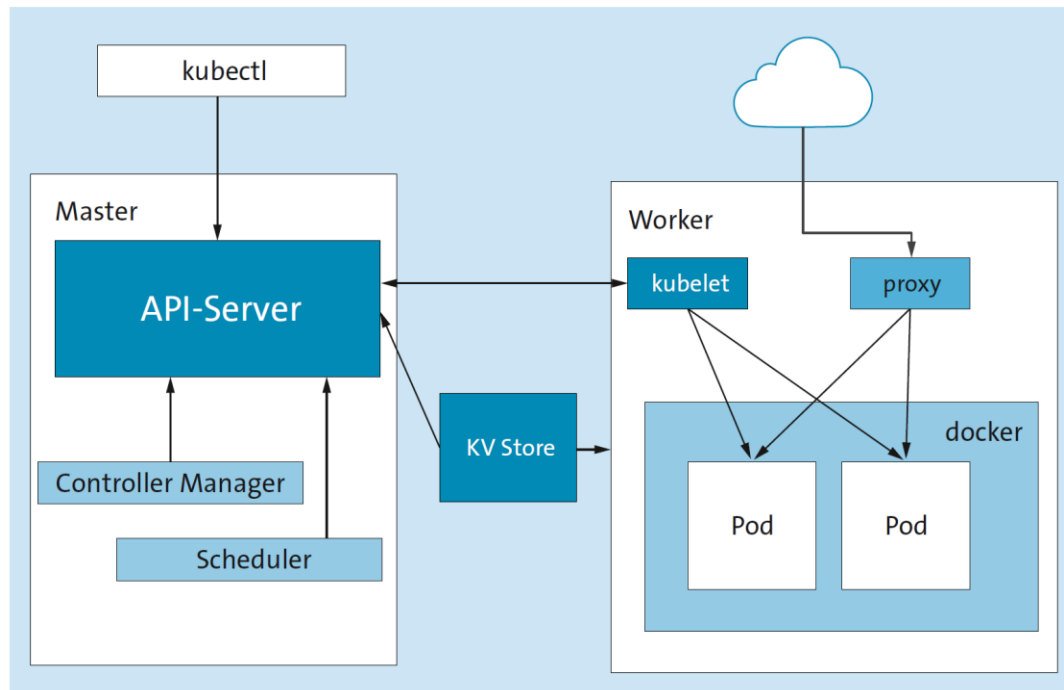 kubectl
Master
API-Server
Controller Manager
Scheduler
KV Store
Worker
kubelet
proxy
docker
Pod
Pod